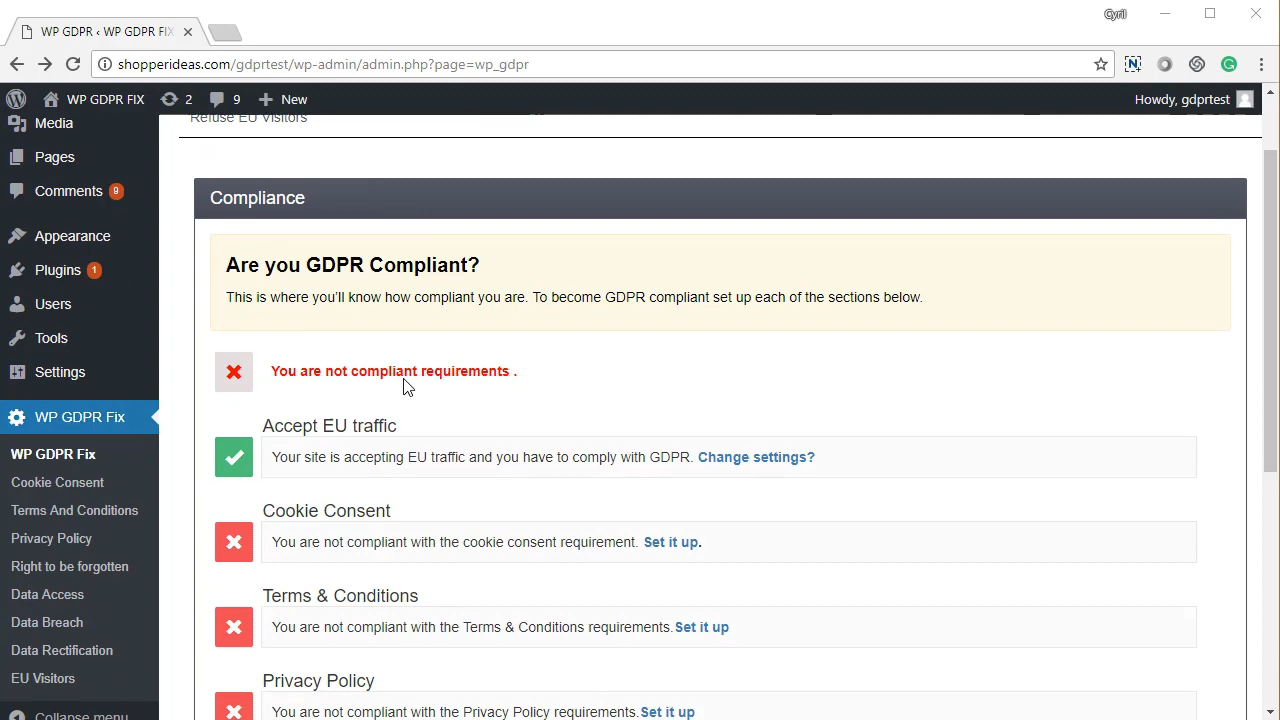 Cyril
WP GDPR ‹ WP GDPR FIX
shopperideas.com/gdprtest/wp-admin/admin.php?page=wp_gdpr
WP GDPR FIX 2 9 New Howdy, gdprtest
Refuse EU Visitors
Media
Pages
Comments 9
Appearance
Plugins 1
Users
Tools
Settings
WP GDPR Fix
WP GDPR Fix
Cookie Consent
Terms And Conditions
Privacy Policy
Right to be forgotten
Data Access
Data Breach
Data Rectification
EU Visitors
Collapse menu
Compliance
Are you GDPR Compliant?
This is where you'll know how compliant you are. To become GDPR compliant set up each of the sections below.
You are not compliant requirements .
Accept EU traffic
Your site is accepting EU traffic and you have to comply with GDPR. Change settings?
Cookie Consent
You are not compliant with the cookie consent requirement. Set it up.
Terms & Conditions
You are not compliant with the Terms & Conditions requirements.Set it up
Privacy Policy
You are not compliant with the Privacy Policy requirements.Set it up